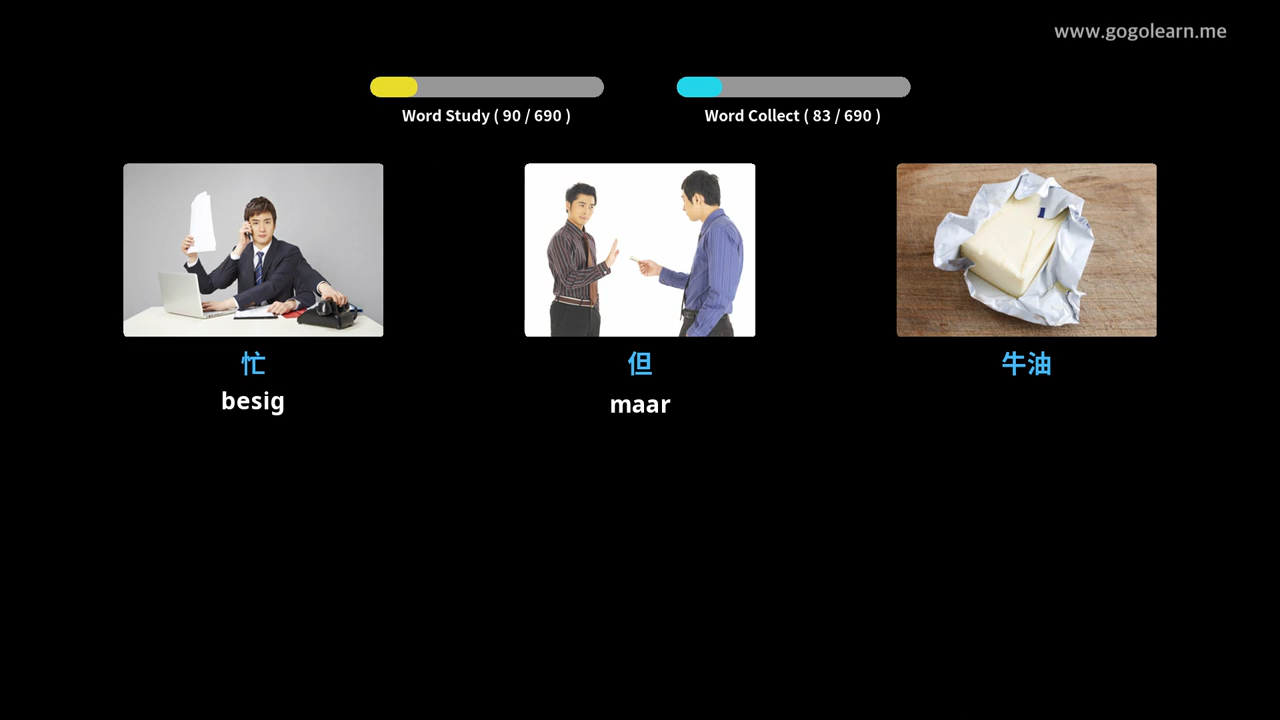 www.gogolearn.me
Word Study ( 90 / 690 )
Word Collect ( 83 / 690 )
忙
besig
但
maar
牛油